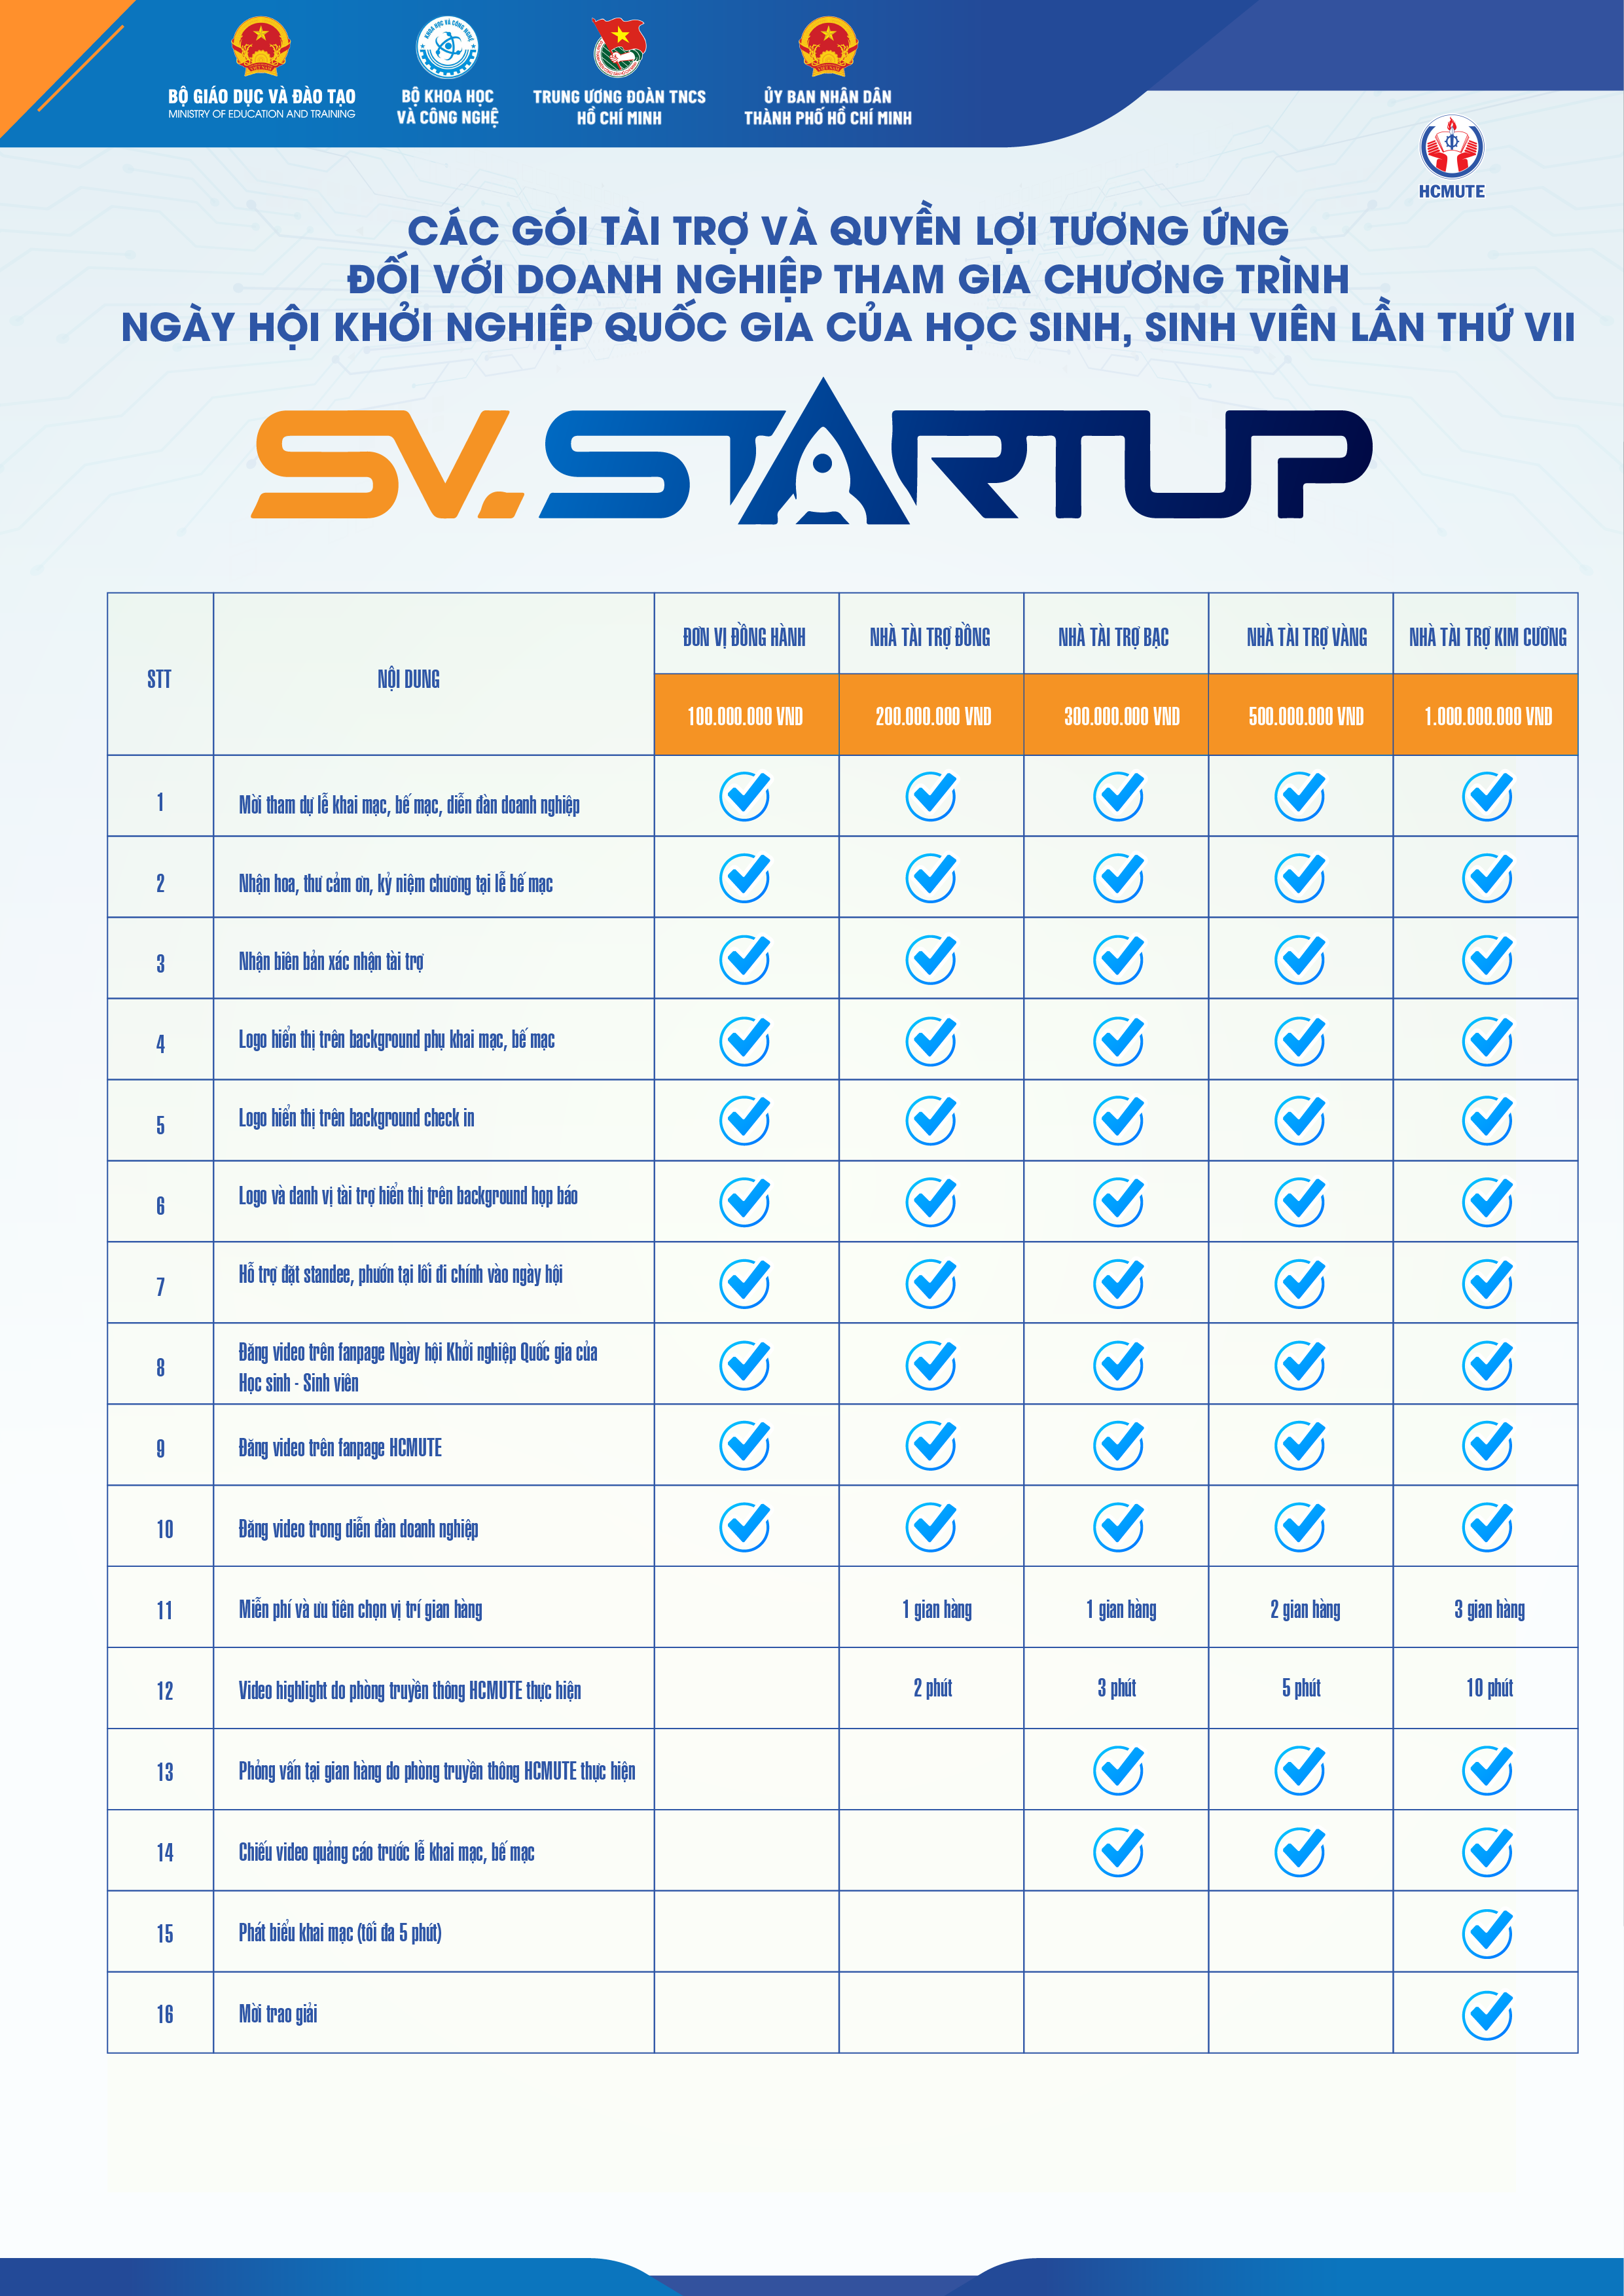 BỘ GIÁO DỤC VÀ ĐÀO TẠO
MINISTRY OF EDUCATION AND TRAINING
KHOA HỌC VÀ CÔNG NGHỆ
BỘ KHOA HỌC
VÀ CÔNG NGHỆ
TRUNG ƯƠNG ĐOÀN TNCS
HỒ CHÍ MINH
ỦY BAN NHÂN DÂN
THÀNH PHỐ HỒ CHÍ MINH
HCMUTE
CÁC GÓI TÀI TRỢ VÀ QUYỀN LỢI TƯƠNG ỨNG
ĐỐI VỚI DOANH NGHIỆP THAM GIA CHƯƠNG TRÌNH
NGÀY HỘI KHỞI NGHIỆP QUỐC GIA CỦA HỌC SINH, SINH VIÊN LẦN THỨ VII
SV.STARTUP
STT NỘI DUNG ĐƠN VỊ ĐỒNG HÀNH NHÀ TÀI TRỢ ĐỒNG NHÀ TÀI TRỢ BẠC NHÀ TÀI TRỢ VÀNG NHÀ TÀI TRỢ KIM CƯƠNG
100.000.000 VND 200.000.000 VND 300.000.000 VND 500.000.000 VND 1.000.000.000 VND
1 Mời tham dự lễ khai mạc, bế mạc, diễn đàn doanh nghiệp
2 Nhận hoa, thư cảm ơn, kỷ niệm chương tại lễ bế mạc
3 Nhận biên bản xác nhận tài trợ
4 Logo hiển thị trên background phụ khai mạc, bế mạc
5 Logo hiển thị trên background check in
6 Logo và danh vị tài trợ hiển thị trên background họp báo
7 Hỗ trợ đặt standee, phướn tại lối đi chính vào ngày hội
8 Đăng video trên fanpage Ngày hội Khởi nghiệp Quốc gia của
Học sinh - Sinh viên
9 Đăng video trên fanpage HCMUTE
10 Đăng video trong diễn đàn doanh nghiệp
11 Miễn phí và ưu tiên chọn vị trí gian hàng 1 gian hàng 1 gian hàng 2 gian hàng 3 gian hàng
12 Video highlight do phòng truyền thông HCMUTE thực hiện 2 phút 3 phút 5 phút 10 phút
13 Phỏng vấn tại gian hàng do phòng truyền thông HCMUTE thực hiện
14 Chiếu video quảng cáo trước lễ khai mạc, bế mạc
15 Phát biểu khai mạc (tối đa 5 phút)
16 Mời trao giải